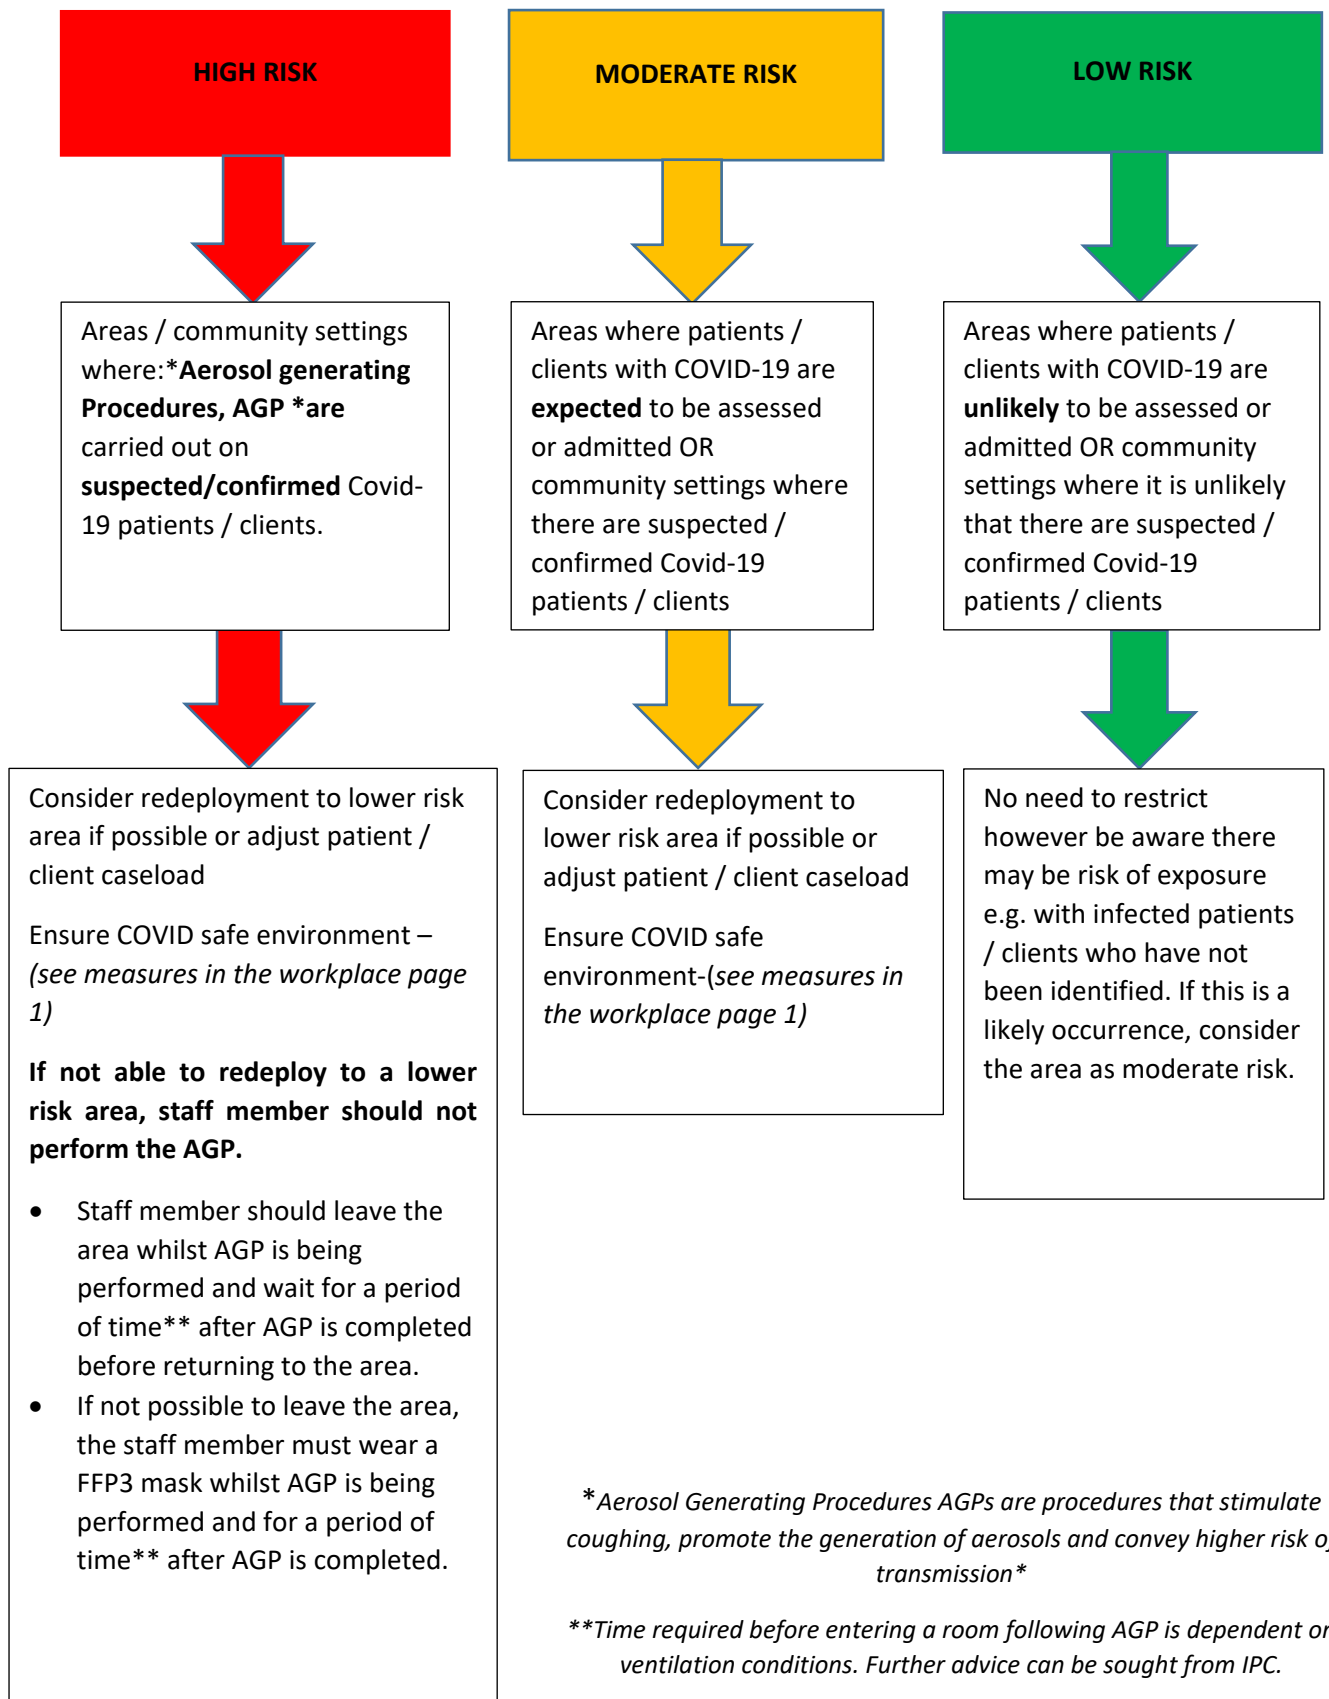 HIGH RISK
MODERATE RISK
LOW RISK
Areas / community settings
where:*Aerosol generating
Procedures, AGP *are
carried out on
suspected/confirmed Covid-
19 patients / clients.
Areas where patients /
clients with COVID-19 are
expected to be assessed
or admitted OR
community settings where
there are suspected /
confirmed Covid-19
patients / clients
Areas where patients /
clients with COVID-19 are
unlikely to be assessed or
admitted OR community
settings where it is unlikely
that there are suspected /
confirmed Covid-19
patients / clients
Consider redeployment to lower risk
area if possible or adjust patient /
client caseload
Ensure COVID safe environment –
(see measures in the workplace page
1)
If not able to redeploy to a lower
risk area, staff member should not
perform the AGP.
• Staff member should leave the
area whilst AGP is being
performed and wait for a period
of time** after AGP is completed
before returning to the area.
• If not possible to leave the area,
the staff member must wear a
FFP3 mask whilst AGP is being
performed and for a period of
time** after AGP is completed.
Consider redeployment to
lower risk area if possible or
adjust patient / client caseload
Ensure COVID safe
environment-(see measures in
the workplace page 1)
No need to restrict
however be aware there
may be risk of exposure
e.g. with infected patients
/ clients who have not
been identified. If this is a
likely occurrence, consider
the area as moderate risk.
*Aerosol Generating Procedures AGPs are procedures that stimulate
coughing, promote the generation of aerosols and convey higher risk of
transmission*
**Time required before entering a room following AGP is dependent on
ventilation conditions. Further advice can be sought from IPC.